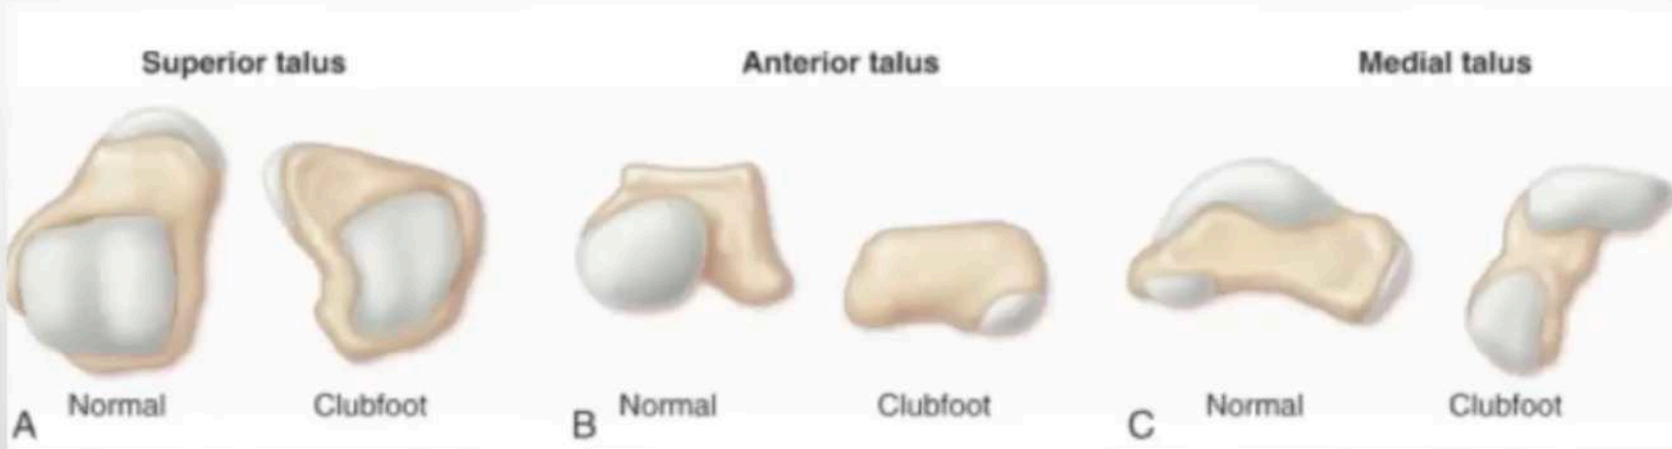 Superior talus
Anterior talus
Medial talus
Normal
Clubfoot
Normal
Clubfoot
Normal
Clubfoot
A
B
C